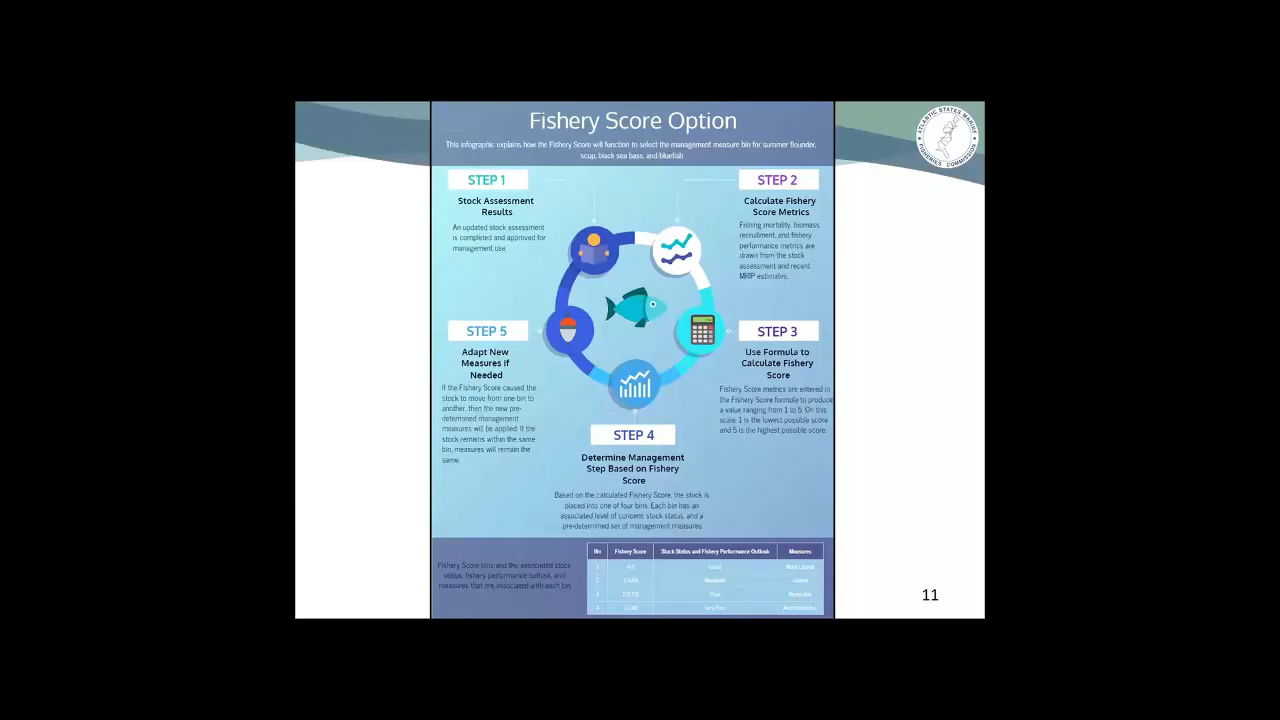 Fishery Score Option
This infographic explains how the Fishery Score will function to select the management measure bin for summer flounder,
scup, black sea bass, and bluefish
ATLANTIC STATES MARINE
FISHERIES COMMISSION
STEP 1
Stock Assessment
Results
An updated stock assessment
is completed and approved for
management use.
STEP 2
Calculate Fishery
Score Metrics
Fishing mortality, biomass
recruitment, and fishery
performance metrics are
drawn from the stock
assessment and recent
MRIP estimates.
STEP 3
Use Formula to
Calculate Fishery
Score
Fishery Score metrics are entered in
the Fishery Score formula to produce
a value ranging from 1 to 5. On this
scale, 1 is the lowest possible score
and 5 is the highest possible score.
STEP 4
Determine Management
Step Based on Fishery
Score
Based on the calculated Fishery Score, the stock is
placed into one of four bins. Each bin has an
associated level of concern, stock status, and a
pre-determined set of management measures.
STEP 5
Adapt New
Measures if
Needed
If the Fishery Score caused the
stock to move from one bin to
another, then the new pre-
determined management
measures will be applied. If the
stock remains within the same
bin, measures will remain the
same.
Fishery Score bins and the associated stock
status, fishery performance outlook, and
measures that are associated with each bin
Bin Fishery Score Stock Status and Fishery Performance Outlook Measures
Good Most Liberal
2 Moderate Liberal
3 Poor Restrictive
4 Very Poor Most Restrictive
11